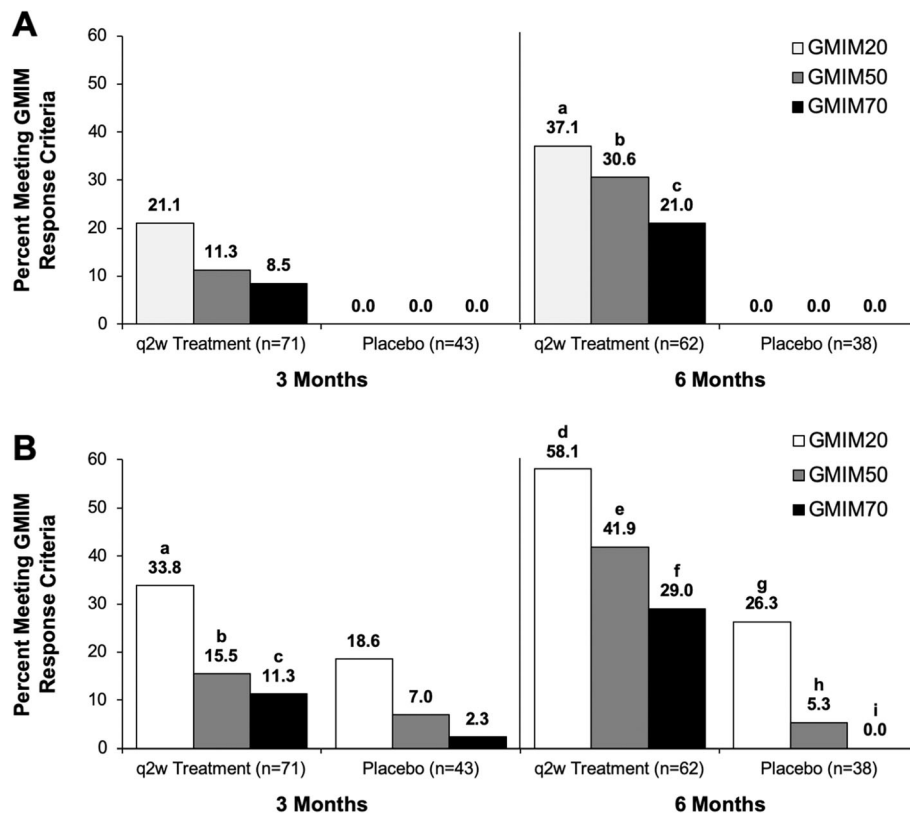 A
Percent Meeting GMIM
Response Criteria
60
50
40
30
20
10
0
GMIM20
GMIM50
GMIM70
21.1
11.3
8.5
0.0 0.0 0.0
a
37.1
b
30.6
c
21.0
0.0 0.0 0.0
q2w Treatment (n=71) Placebo (n=43) q2w Treatment (n=62) Placebo (n=38)
3 Months 6 Months
B
Percent Meeting GMIM
Response Criteria
60
50
40
30
20
10
0
GMIM20
GMIM50
GMIM70
a
33.8
b
15.5
c
11.3
18.6
7.0
2.3
d
58.1
e
41.9
f
29.0
g
26.3
h
5.3
i
0.0
q2w Treatment (n=71) Placebo (n=43) q2w Treatment (n=62) Placebo (n=38)
3 Months 6 Months